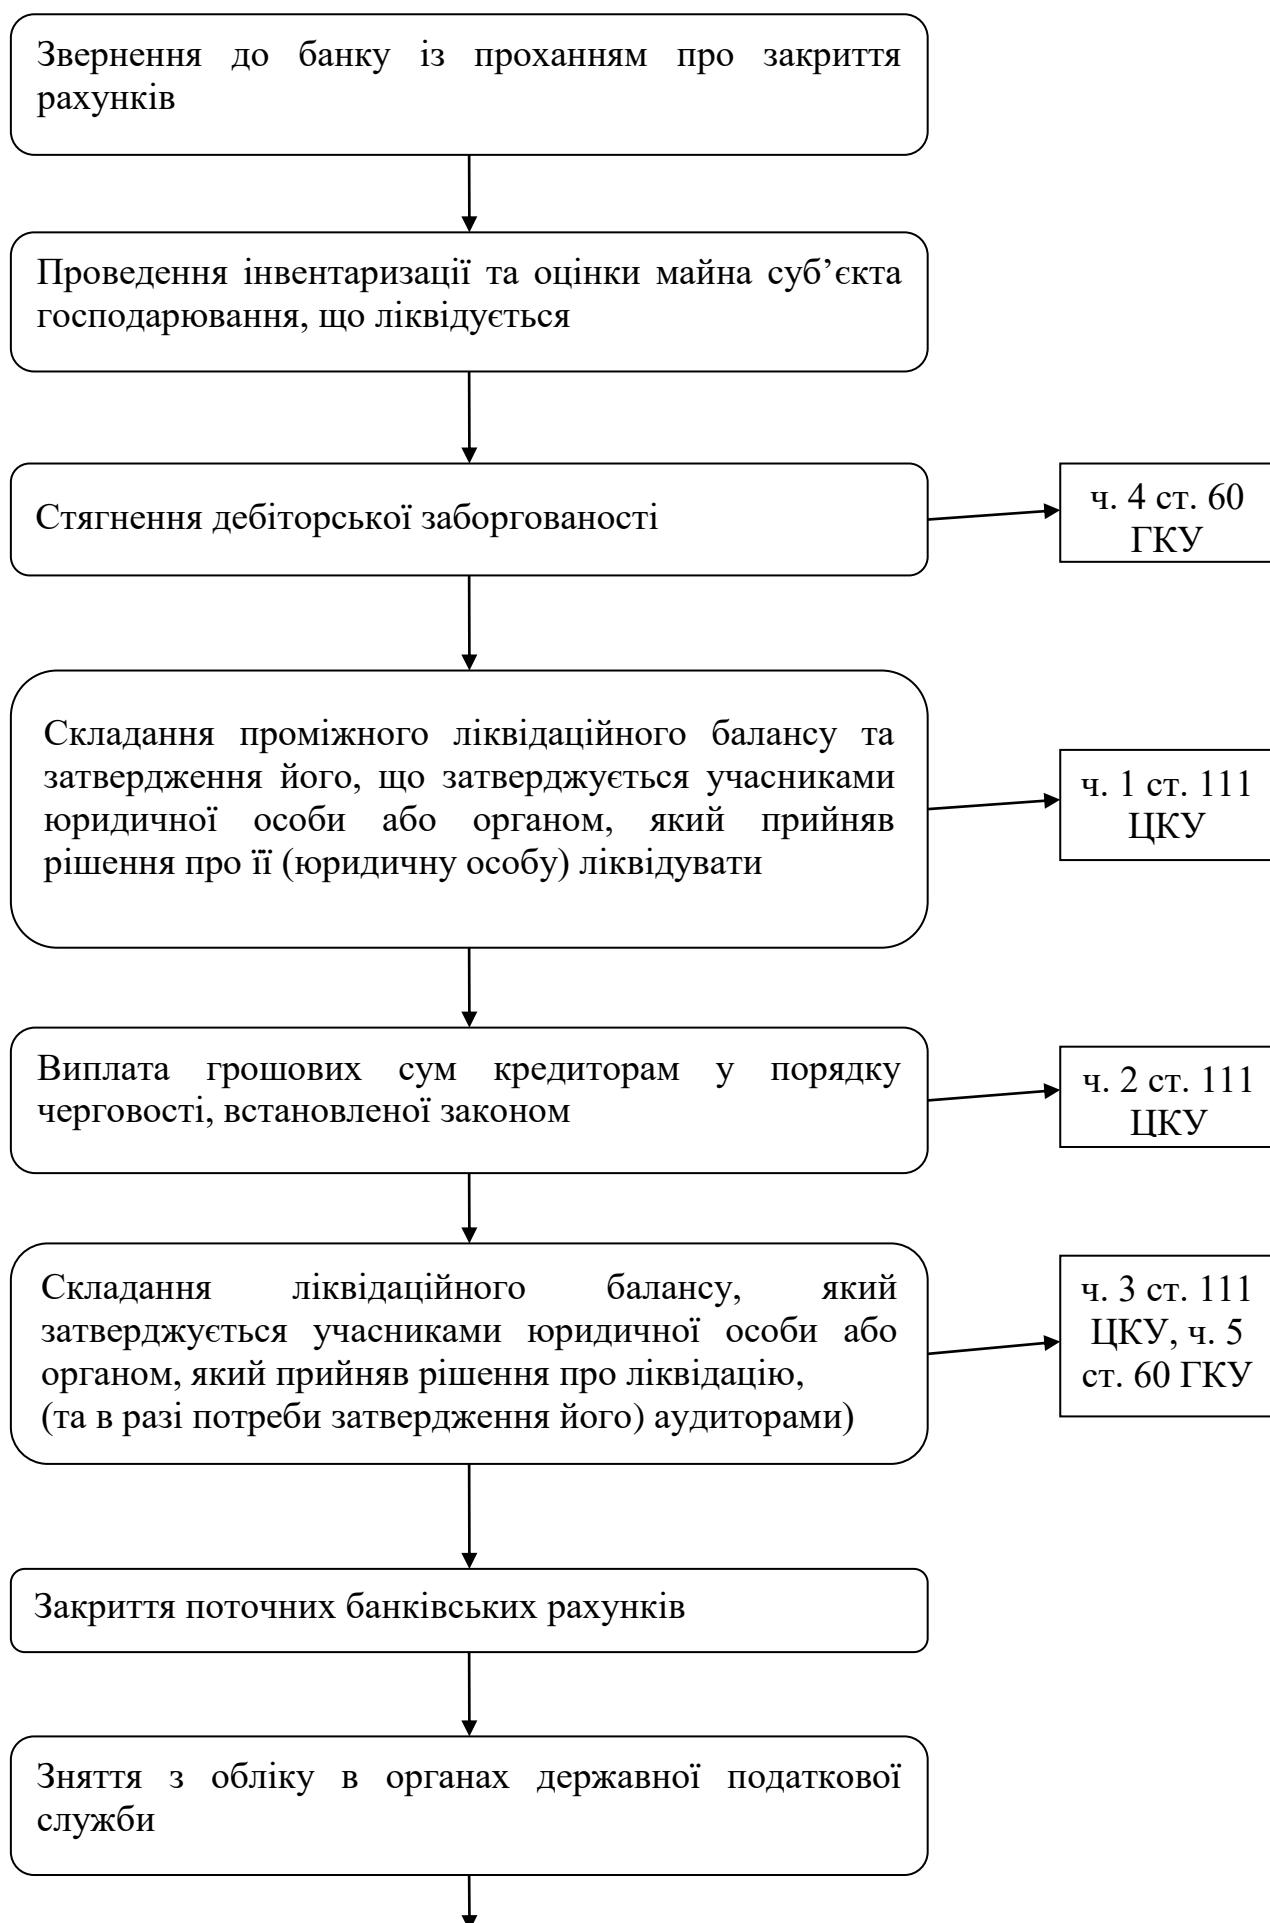 Звернення до банку із проханням про закриття
рахунків
Проведення інвентаризації та оцінки майна суб’єкта
господарювання, що ліквідується
Стягнення дебіторської заборгованості
ч. 4 ст. 60
ГКУ
Складання проміжного ліквідаційного балансу та
затвердження його, що затверджується учасниками
юридичної особи або органом, який прийняв
рішення про її (юридичну особу) ліквідувати
ч. 1 ст. 111
ЦКУ
Виплата грошових сум кредиторам у порядку
черговості, встановленої законом
ч. 2 ст. 111
ЦКУ
Складання ліквідаційного балансу, який
затверджується учасниками юридичної особи або
органом, який прийняв рішення про ліквідацію,
(та в разі потреби затвердження його) аудиторами)
ч. 3 ст. 111
ЦКУ, ч. 5
ст. 60 ГКУ
Закриття поточних банківських рахунків
Зняття з обліку в органах державної податкової
служби